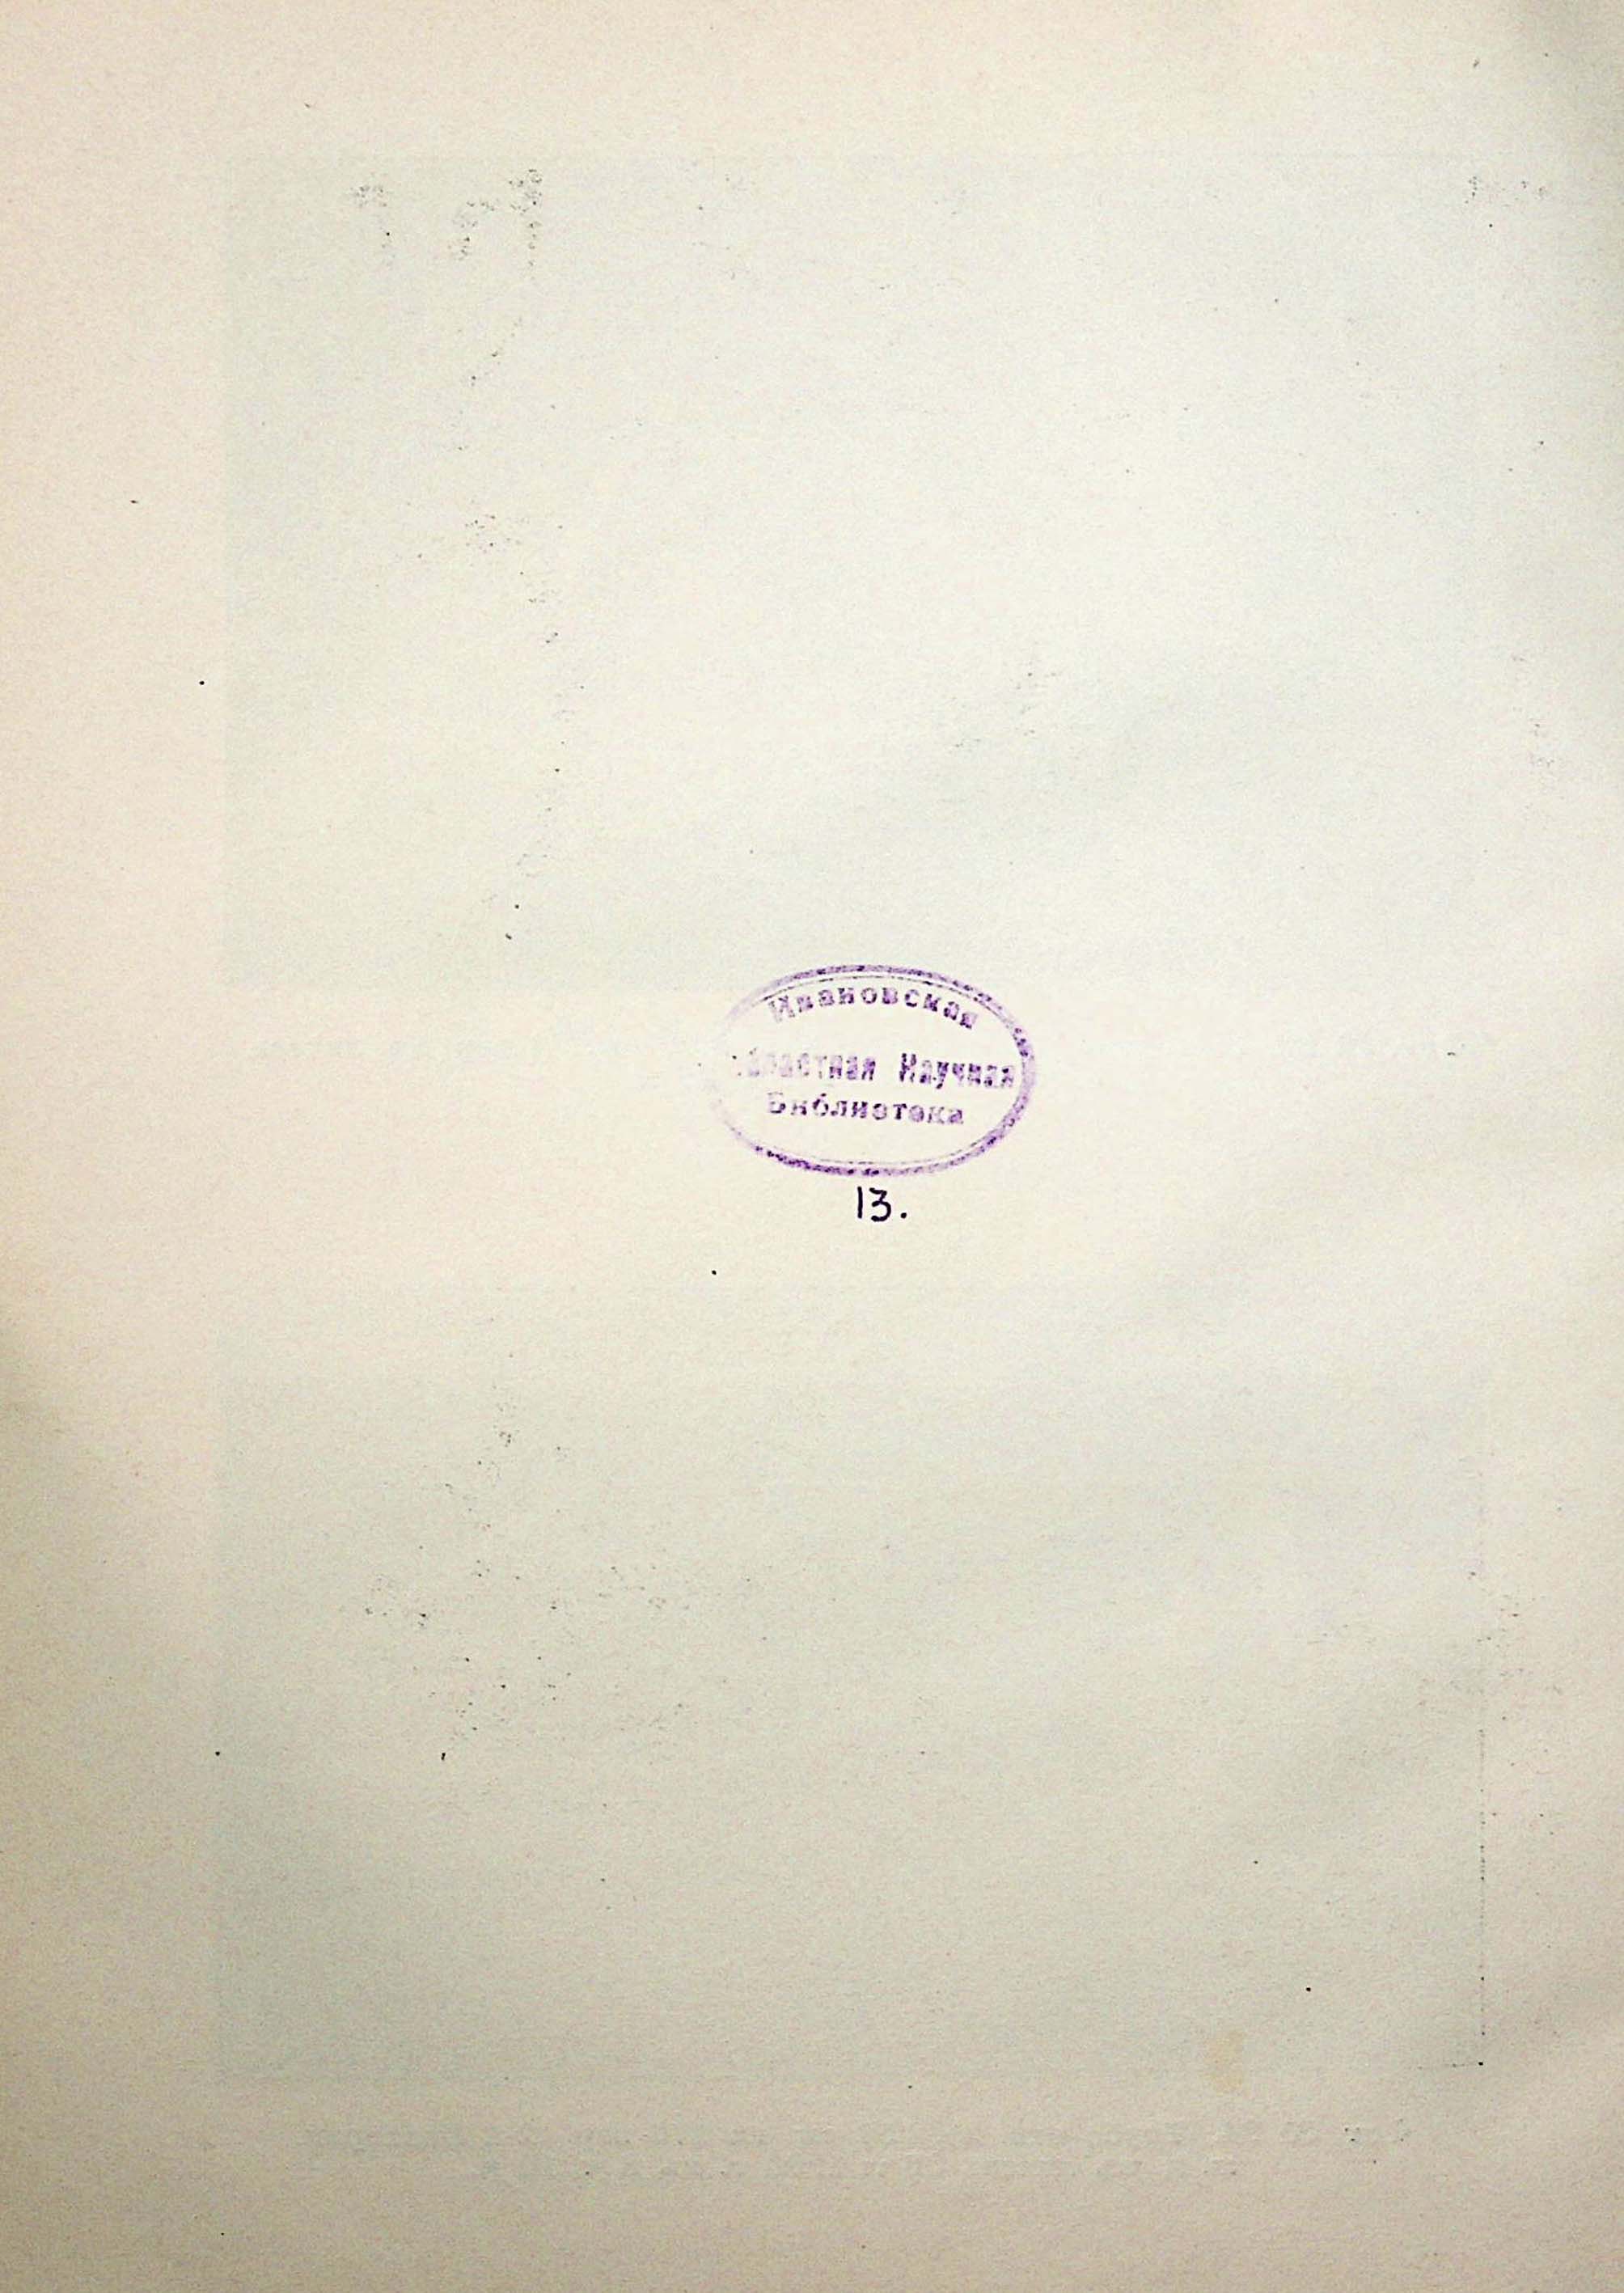 Ивановская
Областная Научная
Библиотека
13.